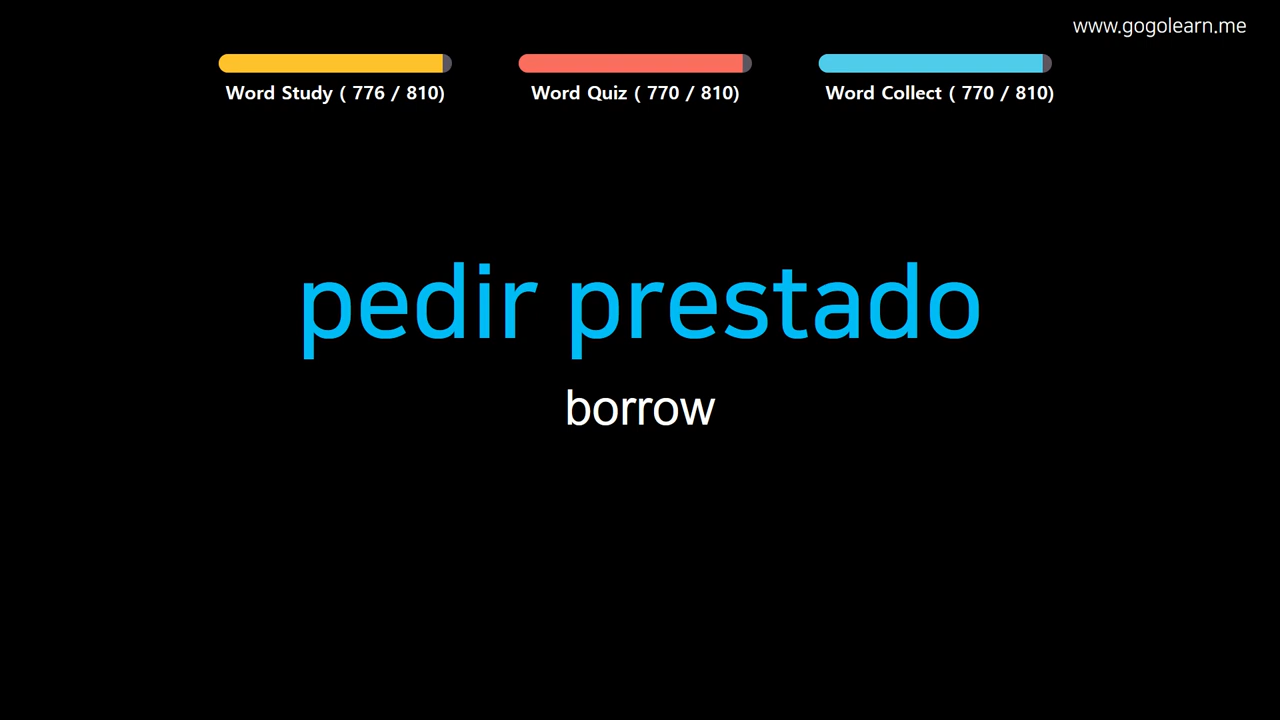 www.gogolearn.me
Word Study ( 776 / 810)
Word Quiz ( 770 / 810)
Word Collect ( 770 / 810)
pedir prestado
borrow